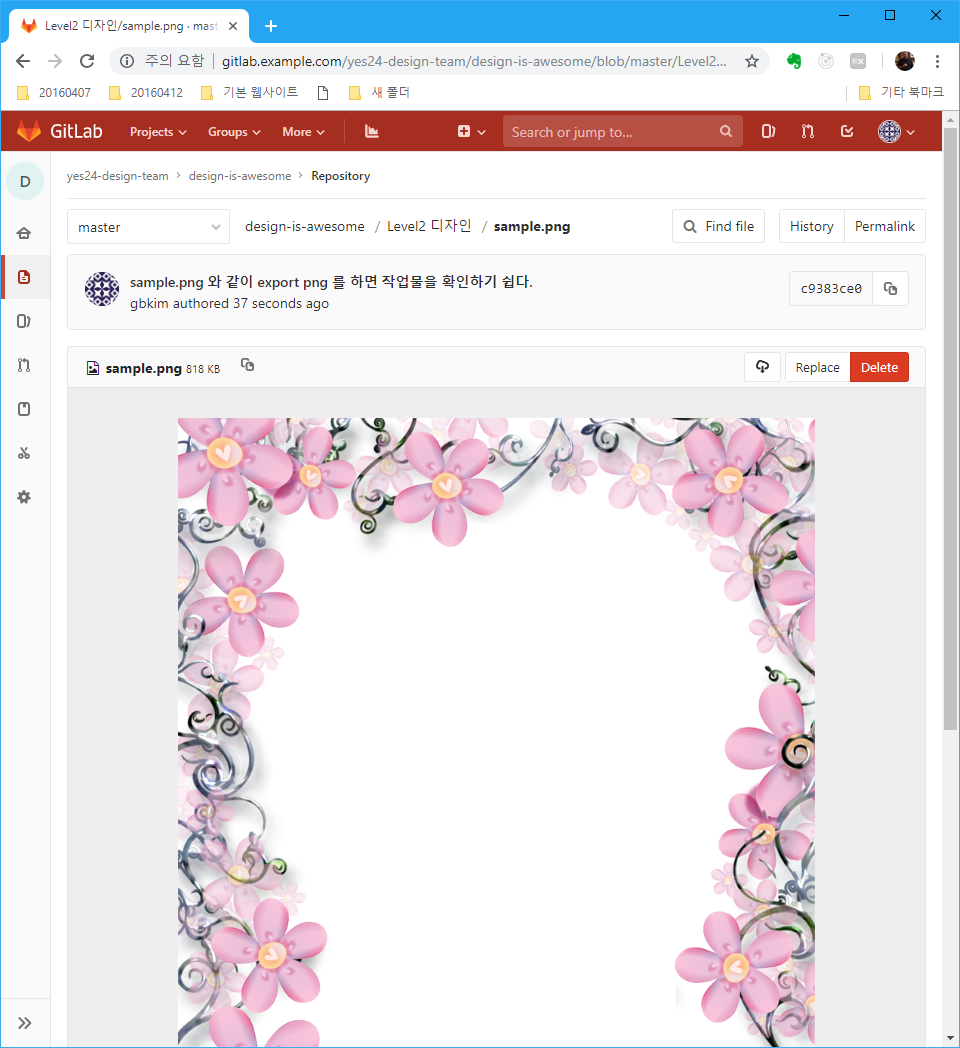 Level2 디자인/sample.png · mast
주의 요함 gitlab.example.com/yes24-design-team/design-is-awesome/blob/master/Level2...
20160407 20160412 기본 웹사이트 새 폴더 기타 북마크
GitLab Projects Groups More Search or jump to...
D yes24-design-team > design-is-awesome > Repository
master design-is-awesome / Level2 디자인 / sample.png Find file History Permalink
sample.png 와 같이 export png 를 하면 작업물을 확인하기 쉽다.
gbkim authored 37 seconds ago
c9383ce0
sample.png 818 KB Replace Delete